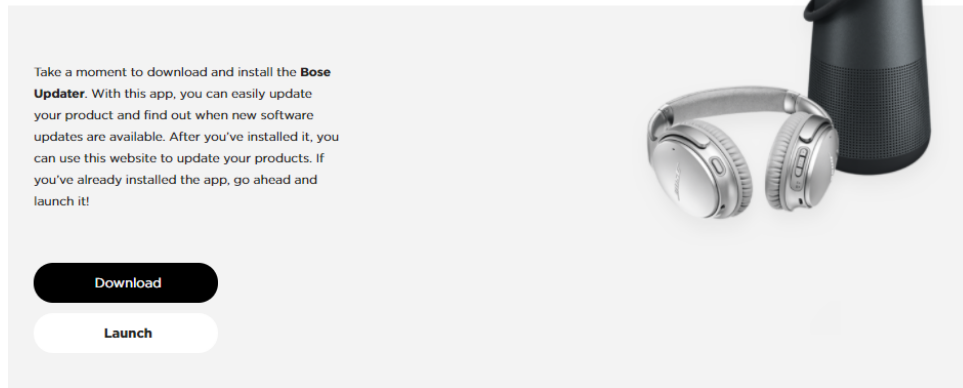 Take a moment to download and install the Bose
Updater. With this app, you can easily update
your product and find out when new software
updates are available. After you’ve installed it, you
can use this website to update your products. If
you’ve already installed the app, go ahead and
launch it!
Download
Launch